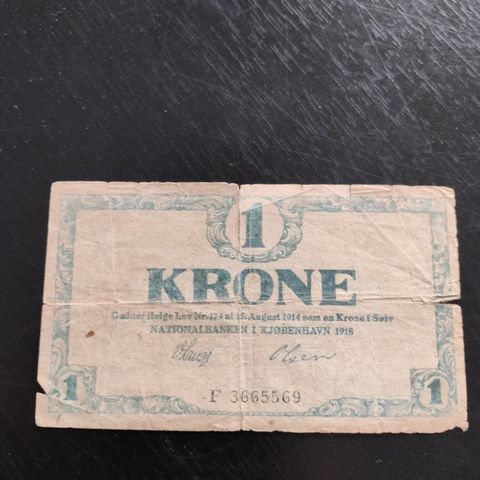 1
KRONE
Gælder ifølge Lov Nr. 174 af 15. August 1914 som en Krone i Sølv
NATIONALBANKEN I KJØBENHAVN 1918
Olsen
1 F 3665569 1